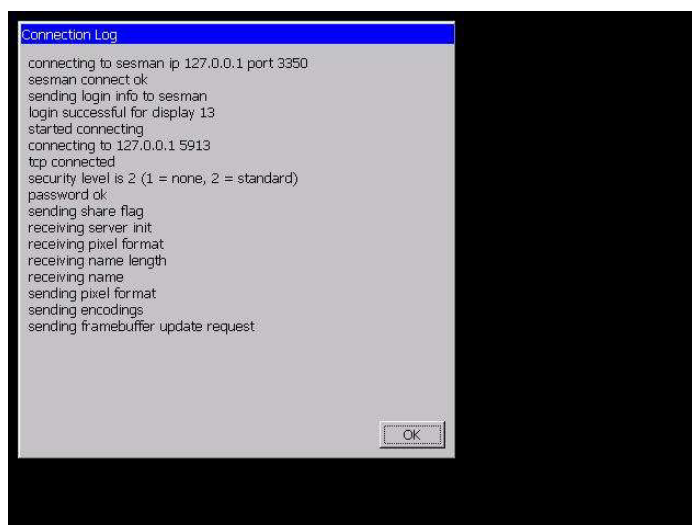 Connection Log
connecting to sesman ip 127.0.0.1 port 3350
sesman connect ok
sending login info to sesman
login successful for display 13
started connecting
connecting to 127.0.0.1 5913
tcp connected
security level is 2 (1 = none, 2 = standard)
password ok
sending share flag
receiving server init
receiving pixel format
receiving name length
receiving name
sending pixel format
sending encodings
sending framebuffer update request
OK